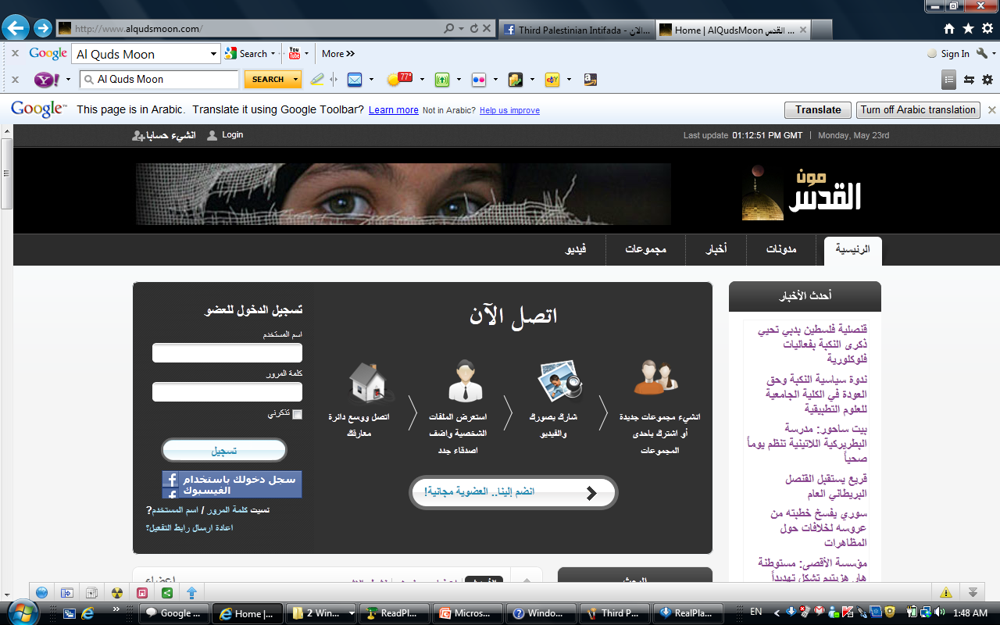 http://www.alqudsmoon.com/
Third Palestinian Intifada - الان...
Home | AlQudsMoon القدس ...
Google
Al Quds Moon
Search
You Tube
More »
Sign In
Y!
Al Quds Moon
SEARCH
77°
eBY
a
Google™ This page is in Arabic. Translate it using Google Toolbar? Learn more Not in Arabic? Help us improve
Translate
Turn off Arabic translation
انشيء حسابا
Login
Last update 01:12:51 PM GMT | Monday, May 23rd
مون
القدس
الرئيسية
مدونات
أخبار
مجموعات
فيديو
أحدث الأخبار
قنصلية فلسطين بدبي تحيي
ذكرى النكبة بفعاليات
فلوكلورية
ندوة سياسية النكبة وحق
العودة في الكلية الجامعية
للعلوم التطبيقية
بيت ساحور: مدرسة
البطريركية اللاتينية تنظم يوماً
صحياً
قريع يستقبل القنصل
البريطاني العام
سوري يفسخ خطبته من
عروسه لخلافات حول
المظاهرات
مؤسسة الأقصى: مستوطنة
اتصل الآن
انشيء مجموعات جديدة
أو اشترك باحدى
المجموعات
شارك بصورك
والفيديو
استعرض الملفات
الشخصية واضف
اصدقاء جدد
اتصل ووسع دائرة
معارفك
انضم إلينا.. العضوية مجانية!
تسجيل الدخول للعضو
اسم المستخدم
كلمة المرور
تذكرني
تسجيل
سجل دخولك باستخدام
الفيسبوك
نسيت كلمة المرور / اسم المستخدم?
اعادة ارسال رابط التفعيل؟
البحث
اعضاء
Google ...
Home |...
2 Win...
ReadPl...
Micros...
Windo...
Third P...
RealPla...
EN
1:48 AM